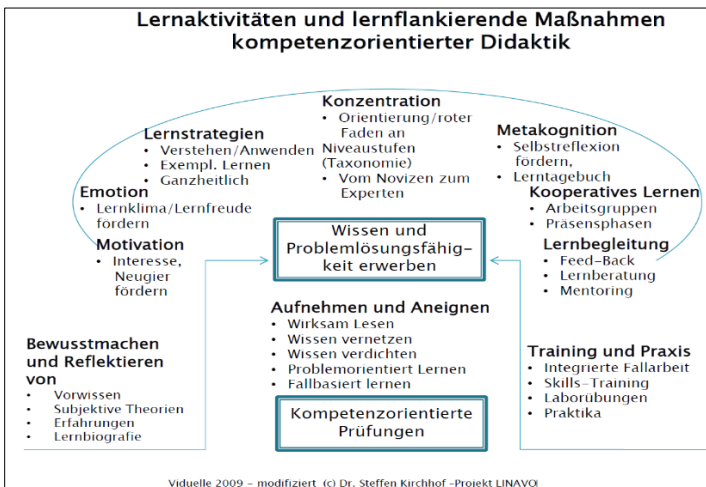 Lernaktivitäten und lernflankierende Maßnahmen
kompetenzorientierter Didaktik
Konzentration
• Orientierung/roter
Faden an
Niveaustufen
(Taxonomie)
• Vom Novizen zum
Experten
Lernstrategien
• Verstehen/Anwenden
• Exempl. Lernen
• Ganzheitlich
Metakognition
• Selbstreflexion
fördern,
• Lerntagebuch
Emotion
• Lernklima/Lernfreude
fördern
Kooperatives Lernen
• Arbeitsgruppen
• Präsensphasen
Motivation
• Interesse,
Neugier
fördern
Wissen und
Problemlösungsfähig-
keit erwerben
Lernbegleitung
• Feed-Back
• Lernberatung
• Mentoring
Aufnehmen und Aneignen
• Wirksam Lesen
• Wissen vernetzen
• Wissen verdichten
• Problemorientiert Lernen
• Fallbasiert lernen
Bewusstmachen
und Reflektieren
von
• Vorwissen
• Subjektive Theorien
• Erfahrungen
• Lernbiografie
Training und Praxis
• Integrierte Fallarbeit
• Skills-Training
• Laborübungen
• Praktika
Kompetenzorientierte
Prüfungen
Viduelle 2009 – modifiziert (c) Dr. Steffen Kirchhof -Projekt LINAVO